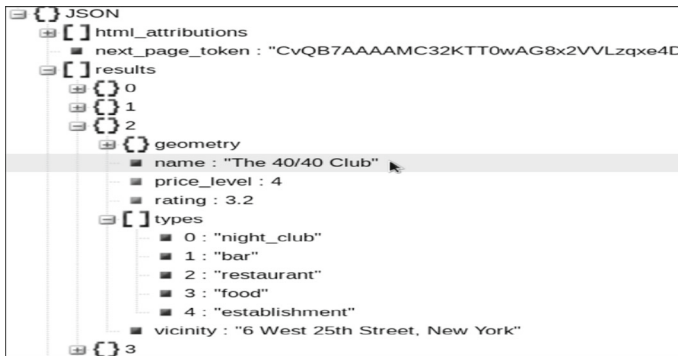 {} JSON
[] html_attributions
next_page_token : "CvQB7AAAAMC32KTT0wAG8x2VVLzqxe4D
[] results
{} 0
{} 1
{} 2
{} geometry
name : "The 40/40 Club"
price_level : 4
rating : 3.2
[] types
0 : "night_club"
1 : "bar"
2 : "restaurant"
3 : "food"
4 : "establishment"
vicinity : "6 West 25th Street, New York"
{} 3